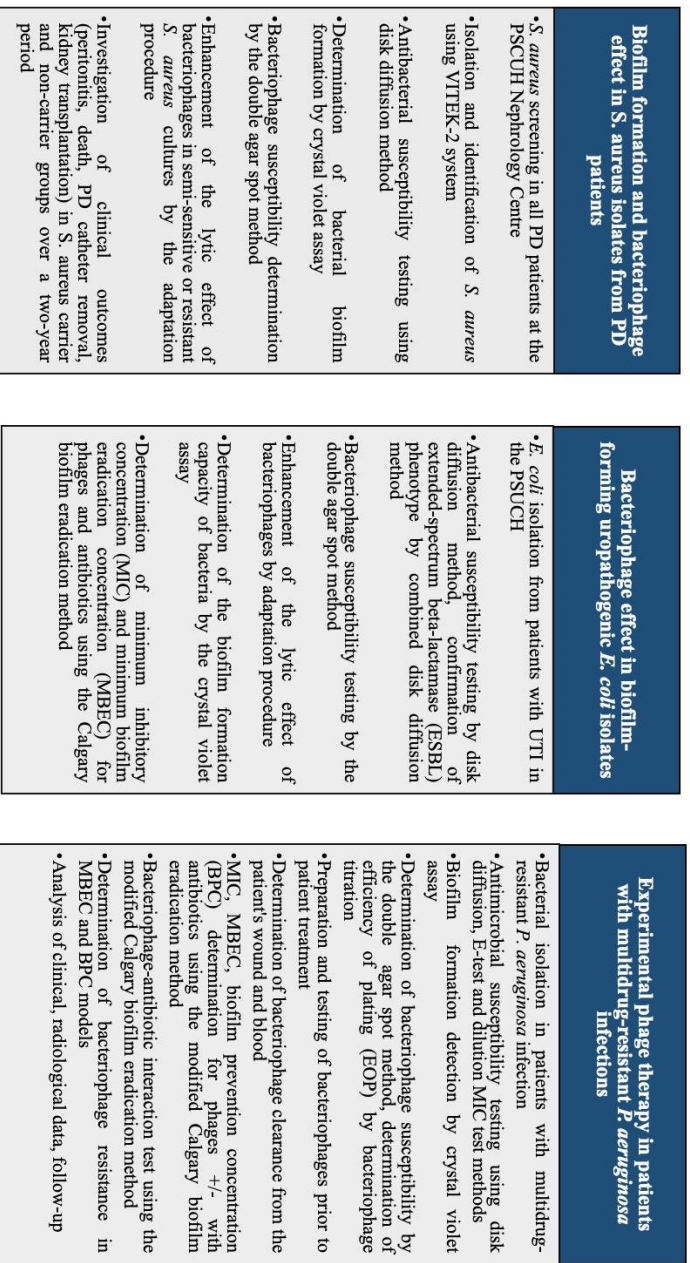 Biofilm formation and bacteriophage
effect in S. aureus isolates from PD
patients
•S. aureus screening in all PD patients at the
PSCUH Nephrology Centre
•Isolation and identification of S. aureus
using VITEK-2 system
•Antibacterial susceptibility testing using
disk diffusion method
•Determination of bacterial biofilm
formation by crystal violet assay
•Bacteriophage susceptibility determination
by the double agar spot method
•Enhancement of the lytic effect of
bacteriophages in semi-sensitive or resistant
S. aureus cultures by the adaptation
procedure
•Investigation of clinical outcomes
(peritonitis, death, PD catheter removal,
kidney transplantation) in S. aureus carrier
and non-carrier groups over a two-year
period
Bacteriophage effect in biofilm-
forming uropathogenic E. coli isolates
•E. coli isolation from patients with UTI in
the PSUCH
•Antibacterial susceptibility testing by disk
diffusion method, confirmation of
extended-spectrum beta-lactamase (ESBL)
phenotype by combined disk diffusion
method
•Bacteriophage susceptibility testing by the
double agar spot method
•Enhancement of the lytic effect of
bacteriophages by adaptation procedure
•Determination of the biofilm formation
capacity of bacteria by the crystal violet
assay
•Determination of minimum inhibitory
concentration (MIC) and minimum biofilm
eradication concentration (MBEC) for
phages and antibiotics using the Calgary
biofilm eradication method
Experimental phage therapy in patients
with multidrug-resistant P. aeruginosa
infections
•Bacterial isolation in patients with multidrug-
resistant P. aeruginosa infection
•Antimicrobial susceptibility testing using disk
diffusion, E-test and dilution MIC test methods
•Biofilm formation detection by crystal violet
assay
•Determination of bacteriophage susceptibility by
the double agar spot method, determination of
efficiency of plating (EOP) by bacteriophage
titration
•Preparation and testing of bacteriophages prior to
patient treatment
•Determination of bacteriophage clearance from the
patient's wound and blood
•MIC, MBEC, biofilm prevention concentration
(BPC) determination for phages +/- with
antibiotics using the modified Calgary biofilm
eradication method
•Bacteriophage-antibiotic interaction test using the
modified Calgary biofilm eradication method
•Determination of bacteriophage resistance in
MBEC and BPC models
•Analysis of clinical, radiological data, follow-up